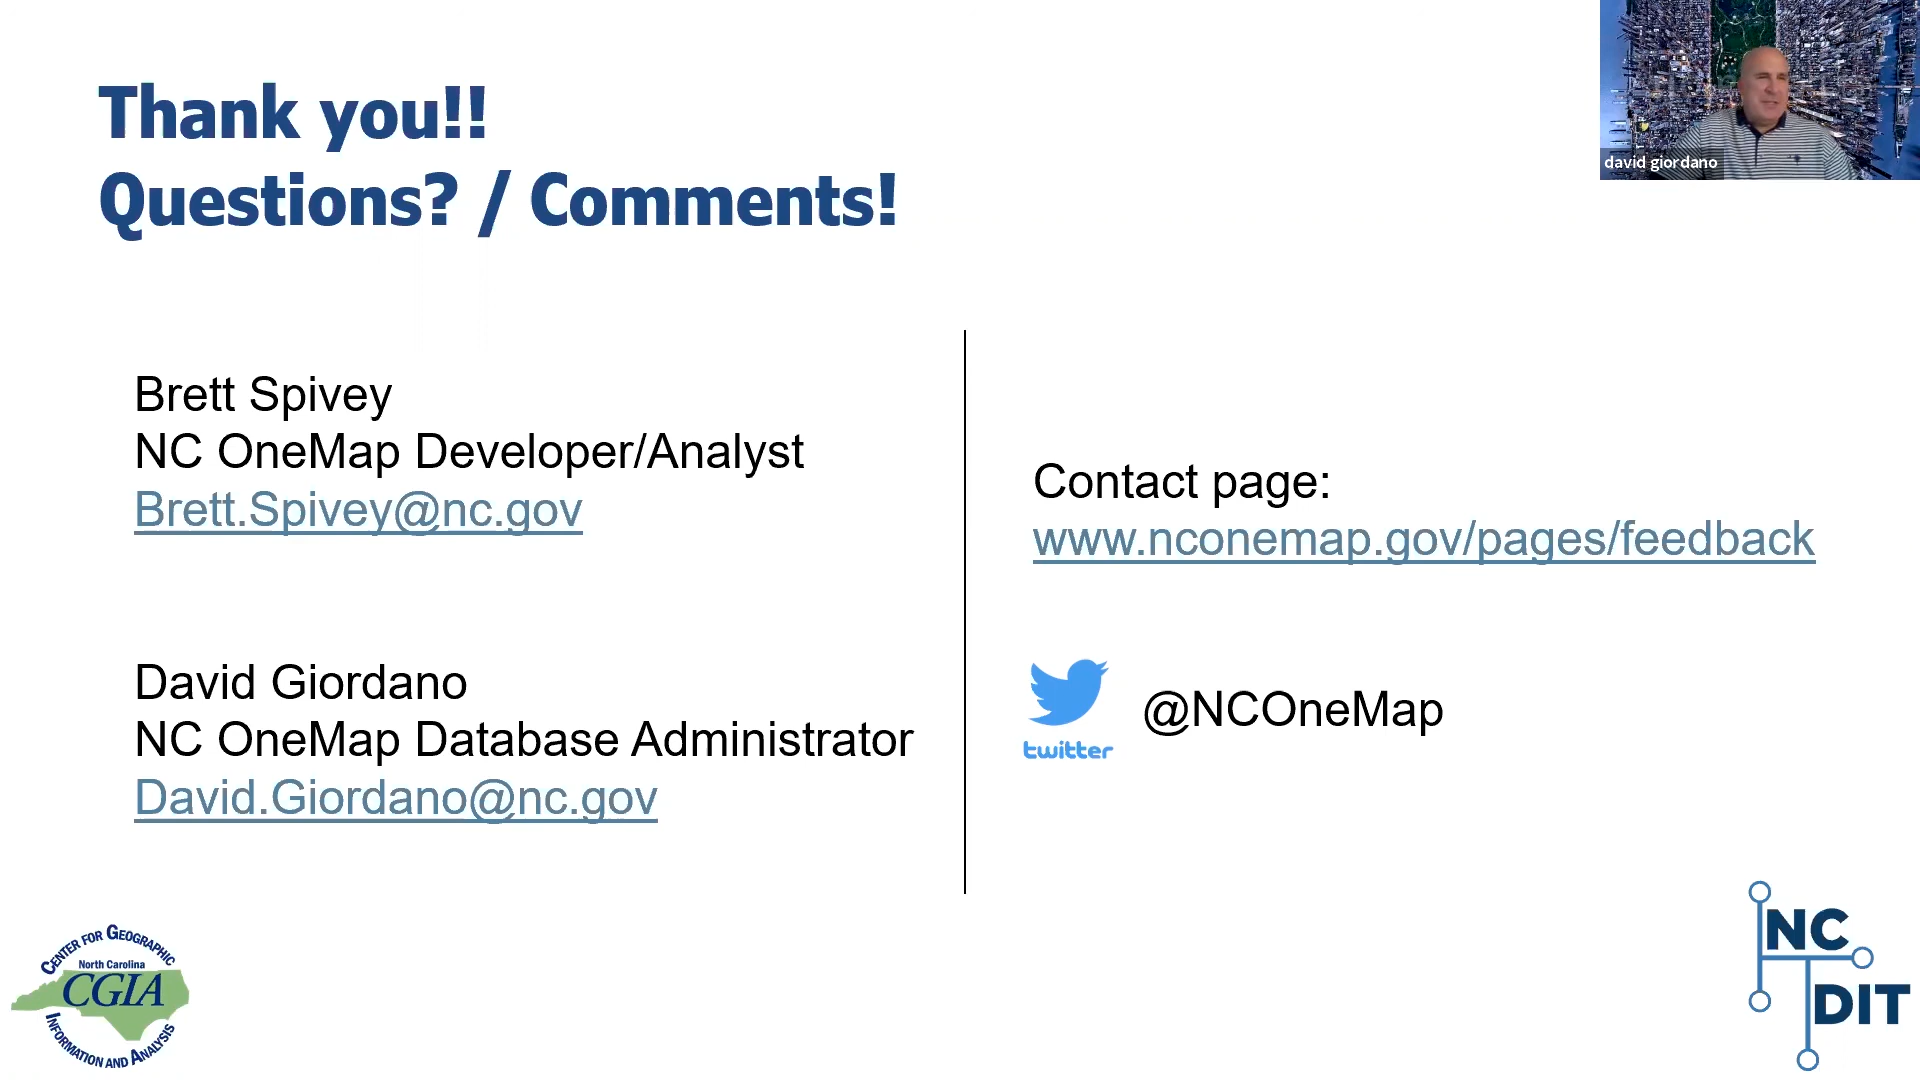 Thank you!!
Questions? / Comments!
david giordano
Brett Spivey
NC OneMap Developer/Analyst
Brett.Spivey@nc.gov
David Giordano
NC OneMap Database Administrator
David.Giordano@nc.gov
Contact page:
www.nconemap.gov/pages/feedback
twitter
@NCOneMap
CENTER FOR GEOGRAPHIC
North Carolina
CGIA
INFORMATION AND ANALYSIS
NC
DIT